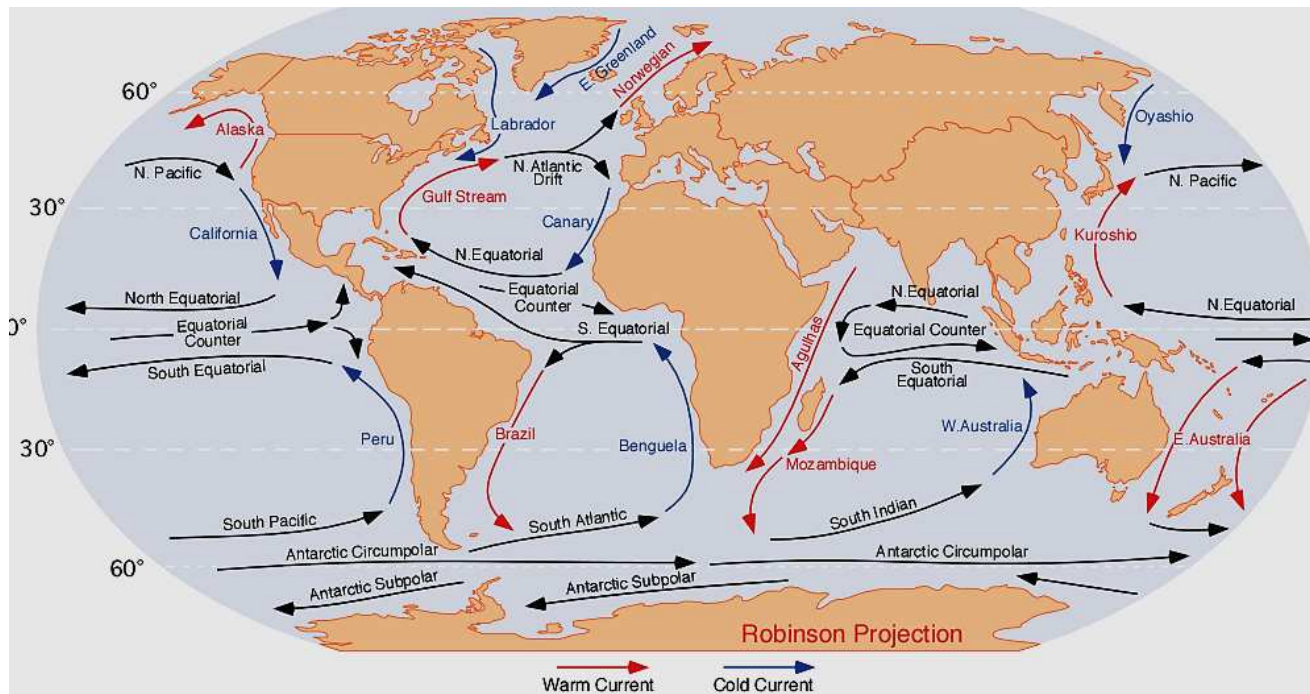 E. Greenland
Norwegian
60°
Alaska
Labrador
Oyashio
N. Pacific
N. Atlantic
Drift
N. Pacific
Gulf Stream
30°
California
Canary
Kuroshio
N.Equatorial
North Equatorial
Equatorial
Counter
N.Equatorial
N.Equatorial
0°
Equatorial
Counter
S. Equatorial
Agulhas
Equatorial Counter
South Equatorial
South
Equatorial
Peru
Brazil
Benguela
W.Australia
E.Australia
30°
Mozambique
South Pacific
South Atlantic
South Indian
Antarctic Circumpolar
Antarctic Circumpolar
60°
Antarctic Subpolar
Antarctic Subpolar
Robinson Projection
Warm Current
Cold Current